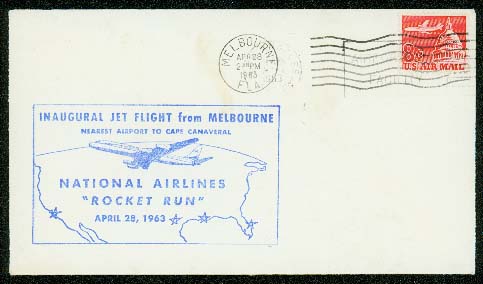 MELBOURNE
APR 28
PM
1963
FLA.
8¢
U.S. AIR MAIL
INAUGURAL JET FLIGHT from MELBOURNE
NEAREST AIRPORT TO CAPE CANAVERAL
NATIONAL AIRLINES
"ROCKET RUN"
APRIL 28, 1963